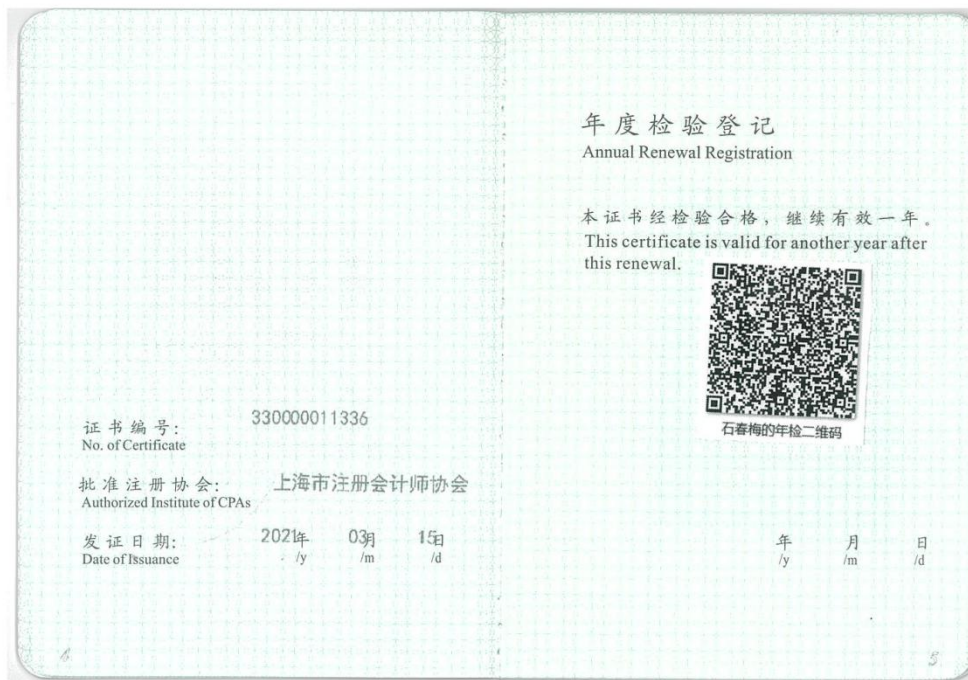 证书编号: 330000011336
No. of Certificate
批准注册协会: 上海市注册会计师协会
Authorized Institute of CPAs
发证日期: 2021年 03月 15日
Date of Issuance /y /m /d
4
年度检验登记
Annual Renewal Registration
本证书经检验合格，继续有效一年。
This certificate is valid for another year after
this renewal.
石春梅的年检二维码
年 月 日
/y /m /d
5